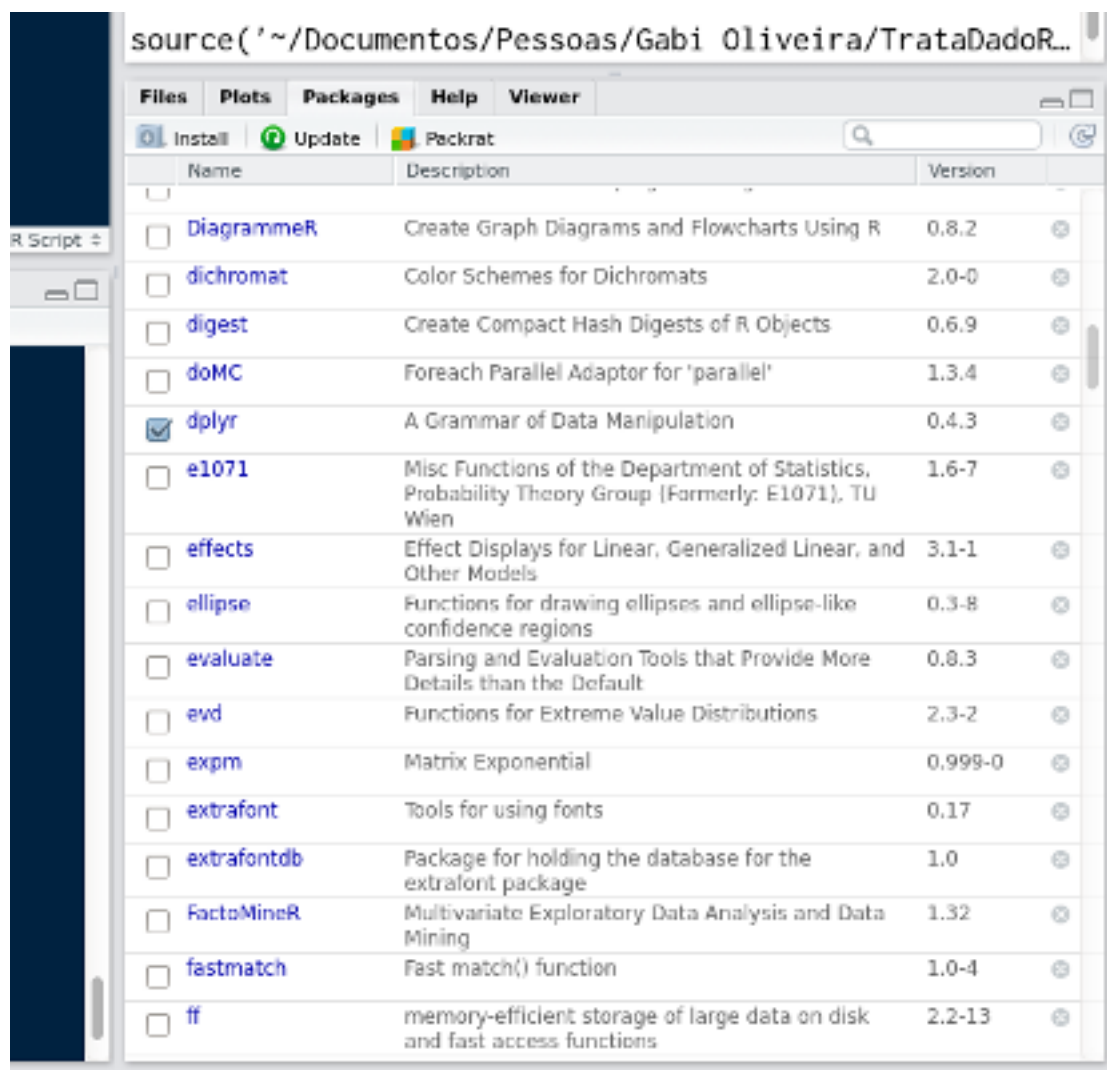 source('~/Documentos/Pessoas/Gabi Oliveira/TrataDadoR…
Files Plots Packages Help Viewer
Install Update Packrat
Name Description Version
R Script
DiagrammeR Create Graph Diagrams and Flowcharts Using R 0.8.2
dichromat Color Schemes for Dichromats 2.0-0
digest Create Compact Hash Digests of R Objects 0.6.9
doMC Foreach Parallel Adaptor for 'parallel' 1.3.4
dplyr A Grammar of Data Manipulation 0.4.3
e1071 Misc Functions of the Department of Statistics, 1.6-7
Probability Theory Group (Formerly: E1071), TU
Wien
effects Effect Displays for Linear, Generalized Linear, and 3.1-1
Other Models
ellipse Functions for drawing ellipses and ellipse-like 0.3-8
confidence regions
evaluate Parsing and Evaluation Tools that Provide More 0.8.3
Details than the Default
evd Functions for Extreme Value Distributions 2.3-2
expm Matrix Exponential 0.999-0
extrafont Tools for using fonts 0.17
extrafontdb Package for holding the database for the 1.0
extrafont package
FactoMineR Multivariate Exploratory Data Analysis and Data 1.32
Mining
fastmatch Fast match() function 1.0-4
ff memory-efficient storage of large data on disk 2.2-13
and fast access functions